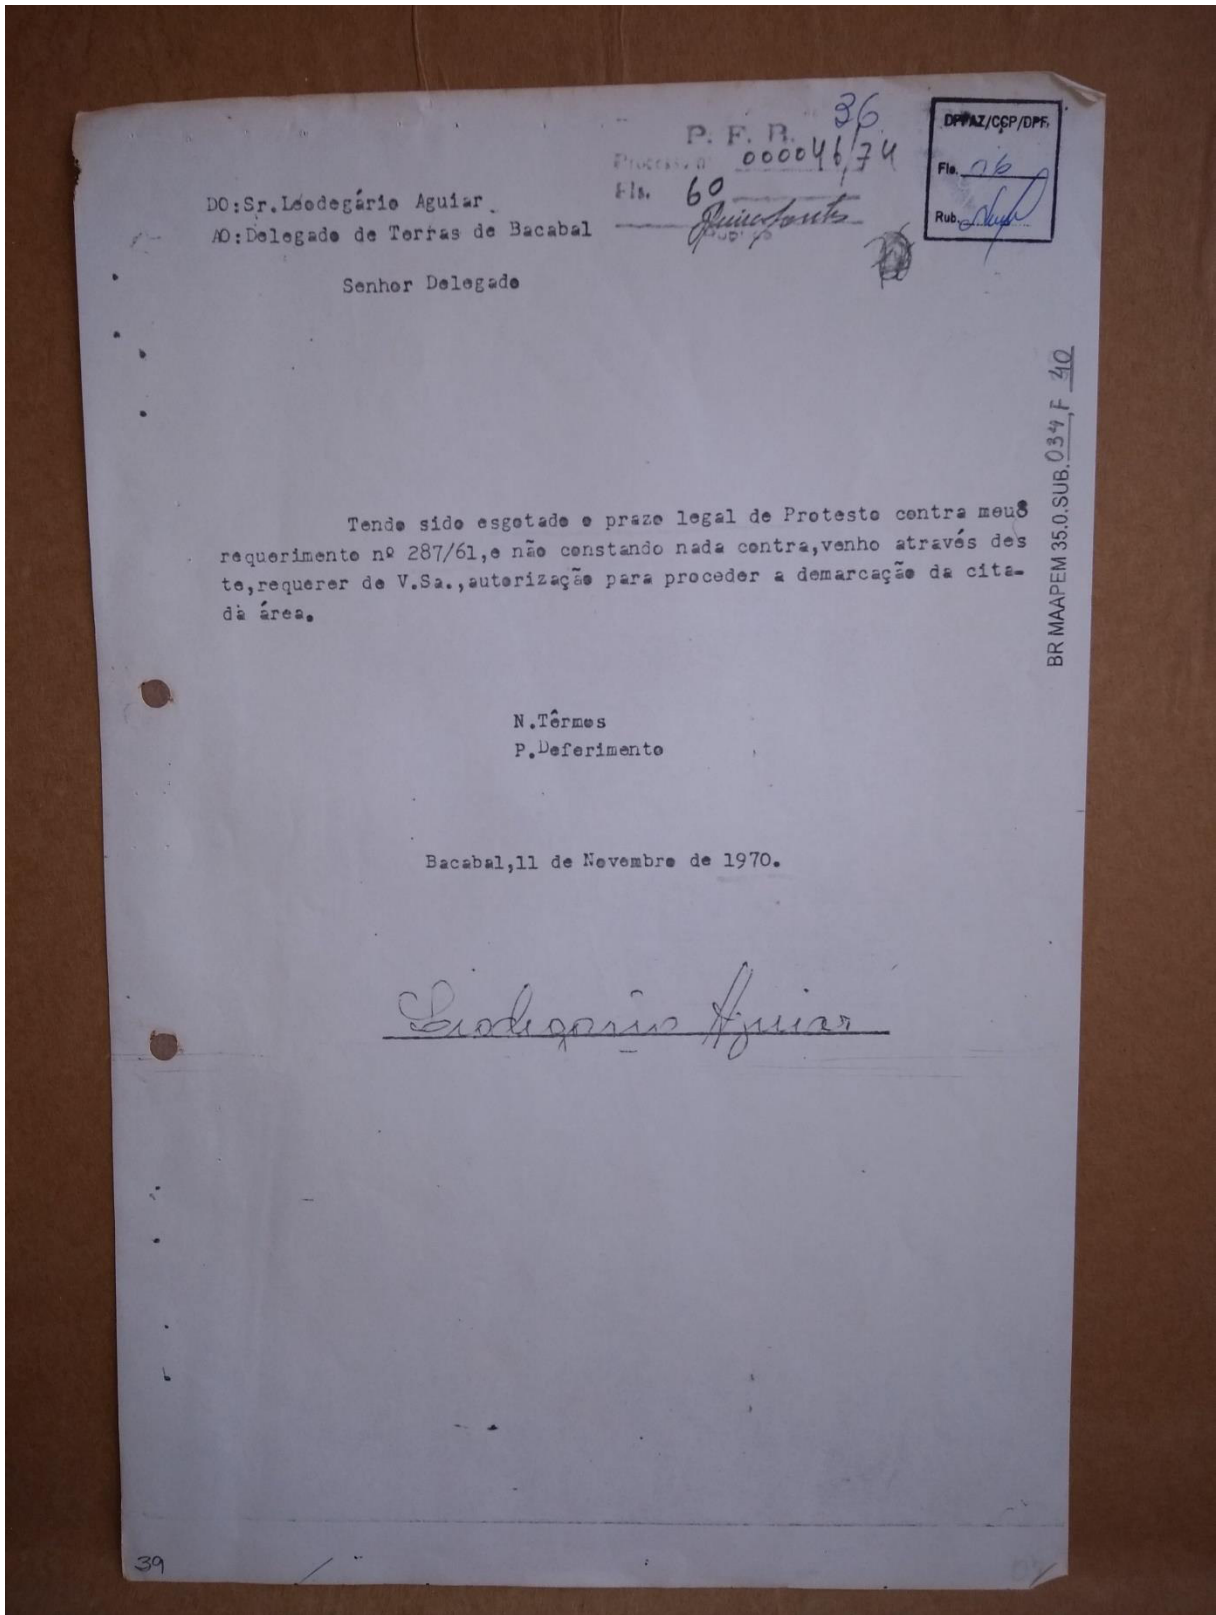 36
P. F. R.
Processo n 000046/74
Fls. 60
DPFAZ/CCP/DPF.
Fls.
Rub.
DO:Sr.Leodegário Aguiar
AO:Delegado de Terras de Bacabal
Senhor Delegado
BR MAAPEM 35.0.SUB.034,F 40
Tendo sido esgotado o prazo legal de Protesto contra meu8
requerimento nº 287/61,e não constando nada contra,venho através des
te,requerer de V.Sa.,autorização para proceder a demarcação da cita-
da área.
N.Têrmos
P.Deferimento
Bacabal,11 de Novembro de 1970.
Leodegário Aguiar
39